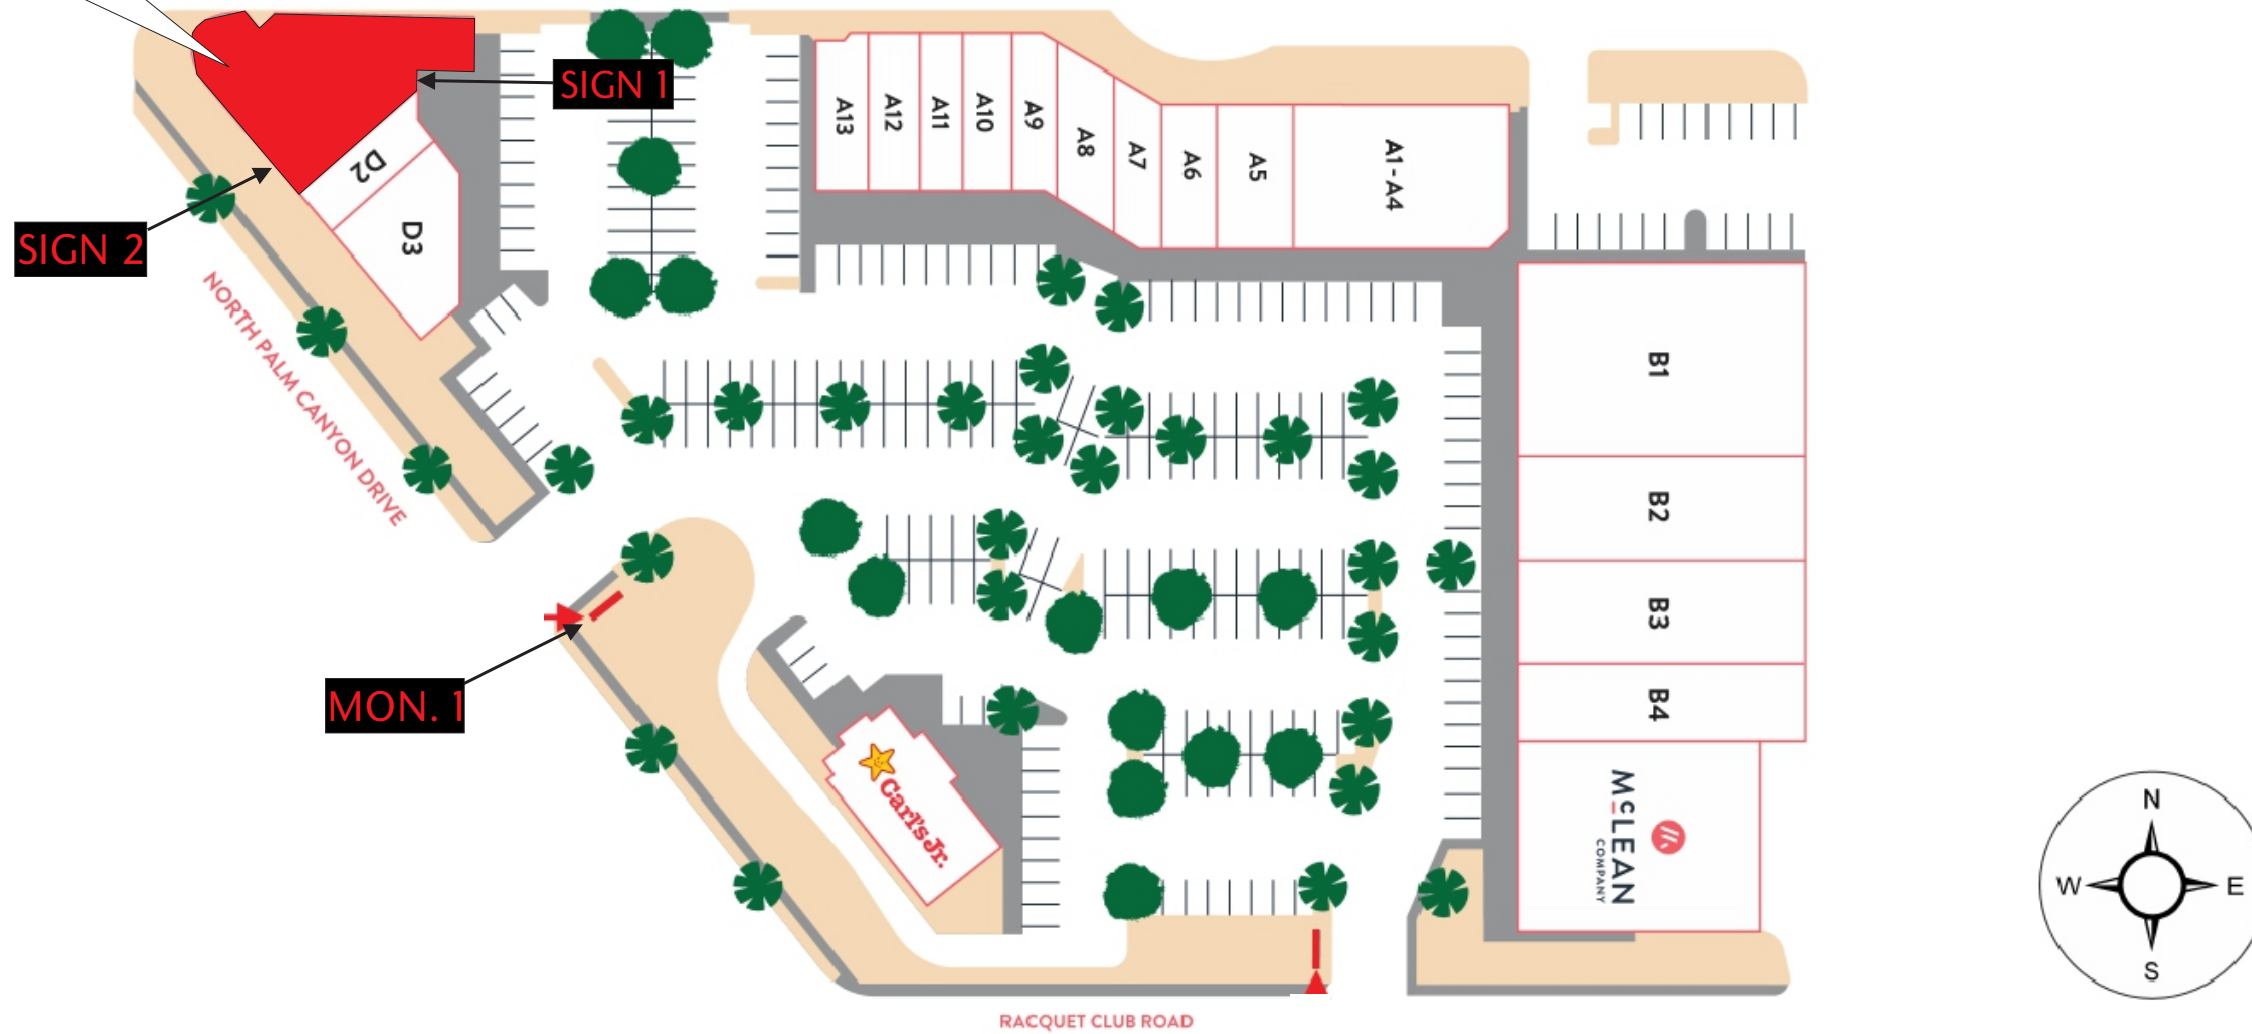 SIGN 1
SIGN 2
D2
D3
NORTH PALM CANYON DRIVE
A13
A12
A11
A10
A9
A8
A7
A6
A5
A1 - A4
B1
B2
B3
B4
MON. 1
Carl's Jr.
McLEAN
COMPANY
N
W
E
S
RACQUET CLUB ROAD